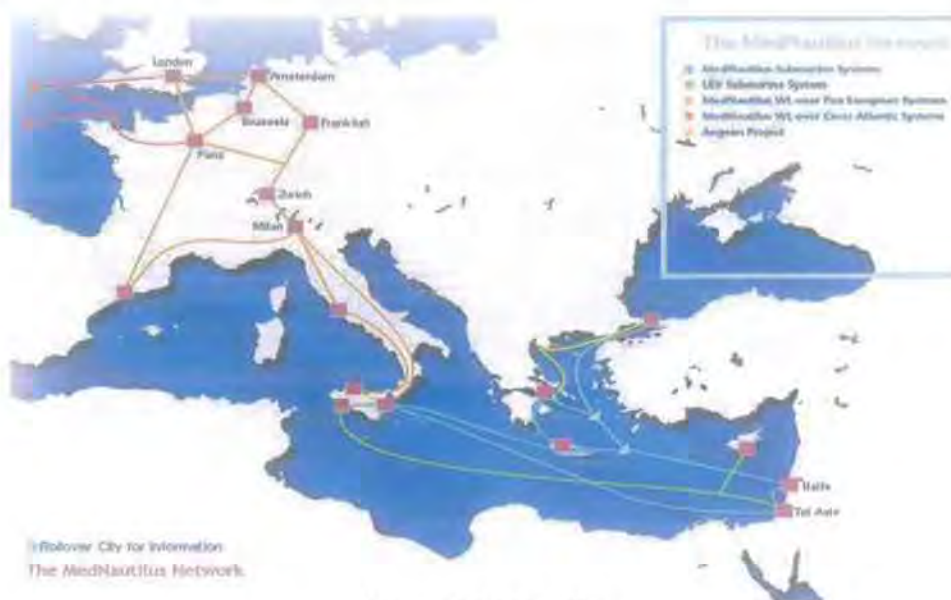 The MedNautilus Network
MedNautilus Submarine Systems
LEV Submarine System
MedNautilus WL over Pan European Systems
MedNautilus WL over Cross Atlantic Systems
Aegean Project
London
Amsterdam
Brussels
Frankfurt
Paris
Zurich
Milan
Haifa
Tel Aviv
Rollover City for Information
The MedNautilus Network